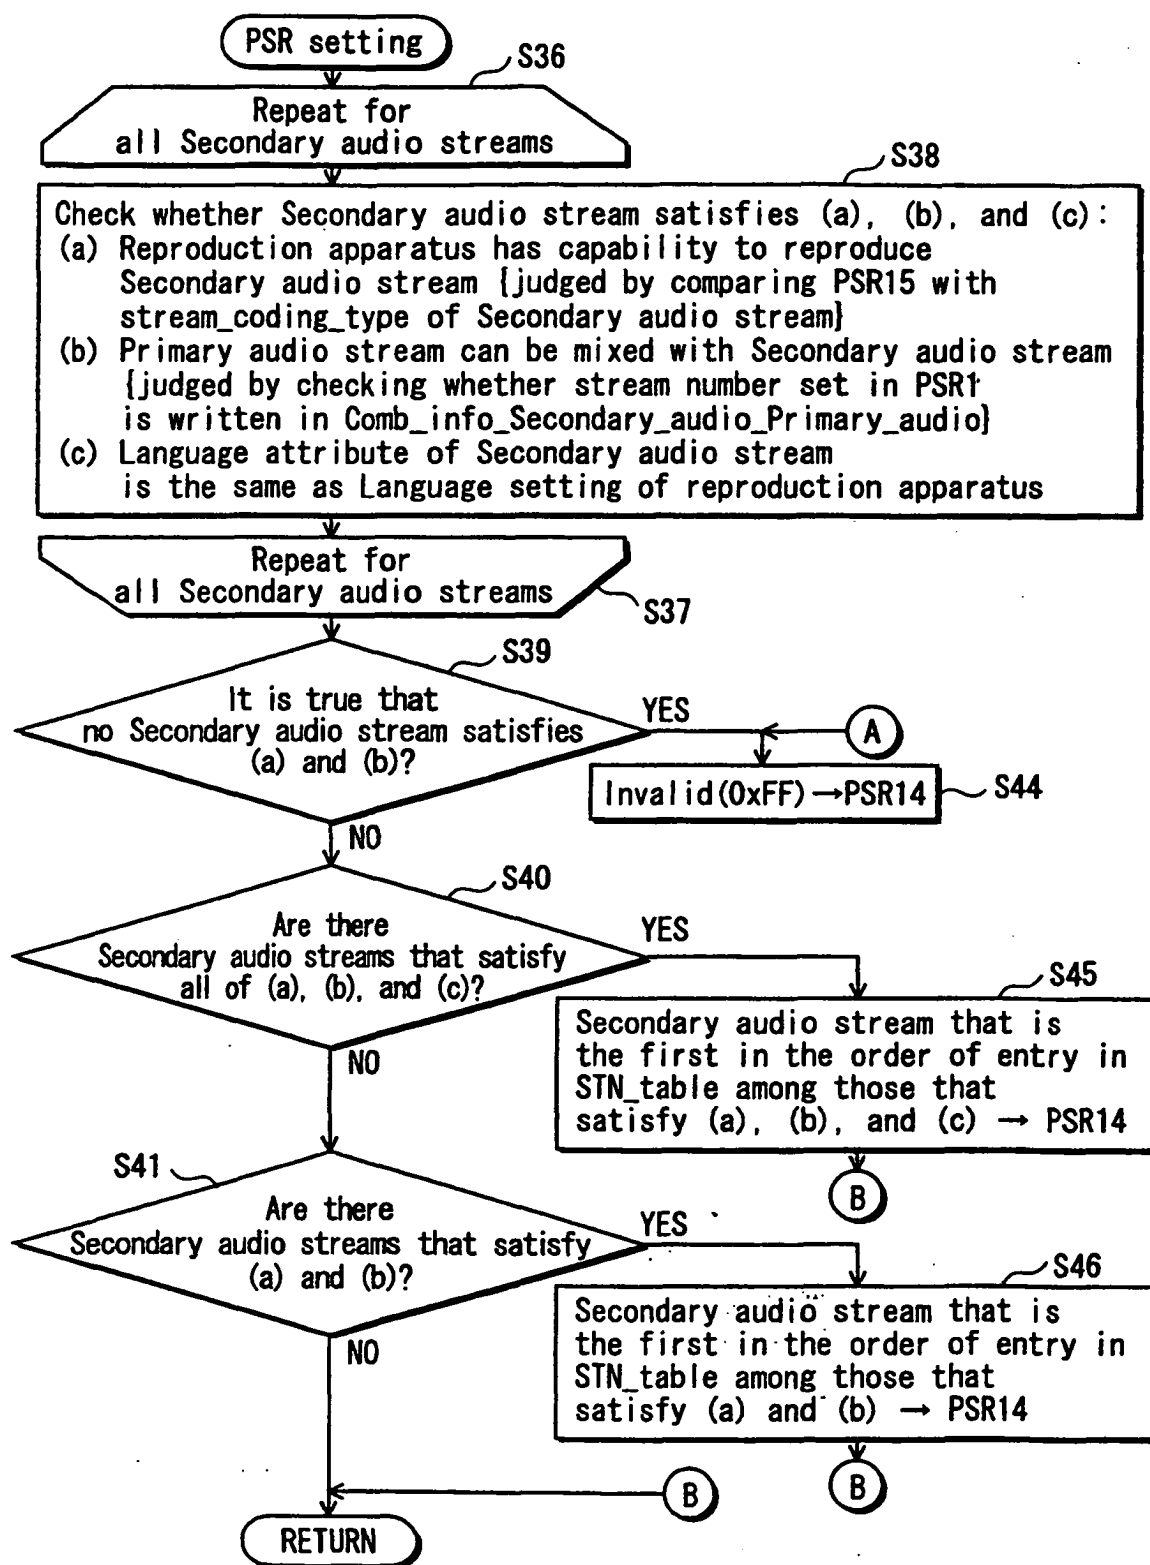 PSR setting
S36
Repeat for
all Secondary audio streams
S38
Check whether Secondary audio stream satisfies (a), (b), and (c):
(a) Reproduction apparatus has capability to reproduce
Secondary audio stream {judged by comparing PSR15 with
stream_coding_type of Secondary audio stream}
(b) Primary audio stream can be mixed with Secondary audio stream
{judged by checking whether stream number set in PSR1
is written in Comb_info_Secondary_audio_Primary_audio}
(c) Language attribute of Secondary audio stream
is the same as Language setting of reproduction apparatus
Repeat for
all Secondary audio streams
S37
S39
It is true that
no Secondary audio stream satisfies
(a) and (b)?
YES
A
Invalid(0xFF)→PSR14
S44
NO
S40
Are there
Secondary audio streams that satisfy
all of (a), (b), and (c)?
YES
S45
Secondary audio stream that is
the first in the order of entry in
STN_table among those that
satisfy (a), (b), and (c) → PSR14
NO
B
S41
Are there
Secondary audio streams that satisfy
(a) and (b)?
YES
S46
Secondary audio stream that is
the first in the order of entry in
STN_table among those that
satisfy (a) and (b) → PSR14
NO
B
B
RETURN